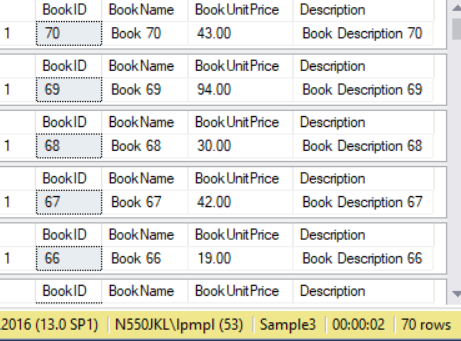 BookID BookName BookUnitPrice Description
1 70 Book 70 43.00 Book Description 70
BookID BookName BookUnitPrice Description
1 69 Book 69 94.00 Book Description 69
BookID BookName BookUnitPrice Description
1 68 Book 68 30.00 Book Description 68
BookID BookName BookUnitPrice Description
1 67 Book 67 42.00 Book Description 67
BookID BookName BookUnitPrice Description
1 66 Book 66 19.00 Book Description 66
BookID BookName BookUnitPrice Description
2016 (13.0 SP1) N550JKL\lpmpl (53) Sample3 00:00:02 70 rows